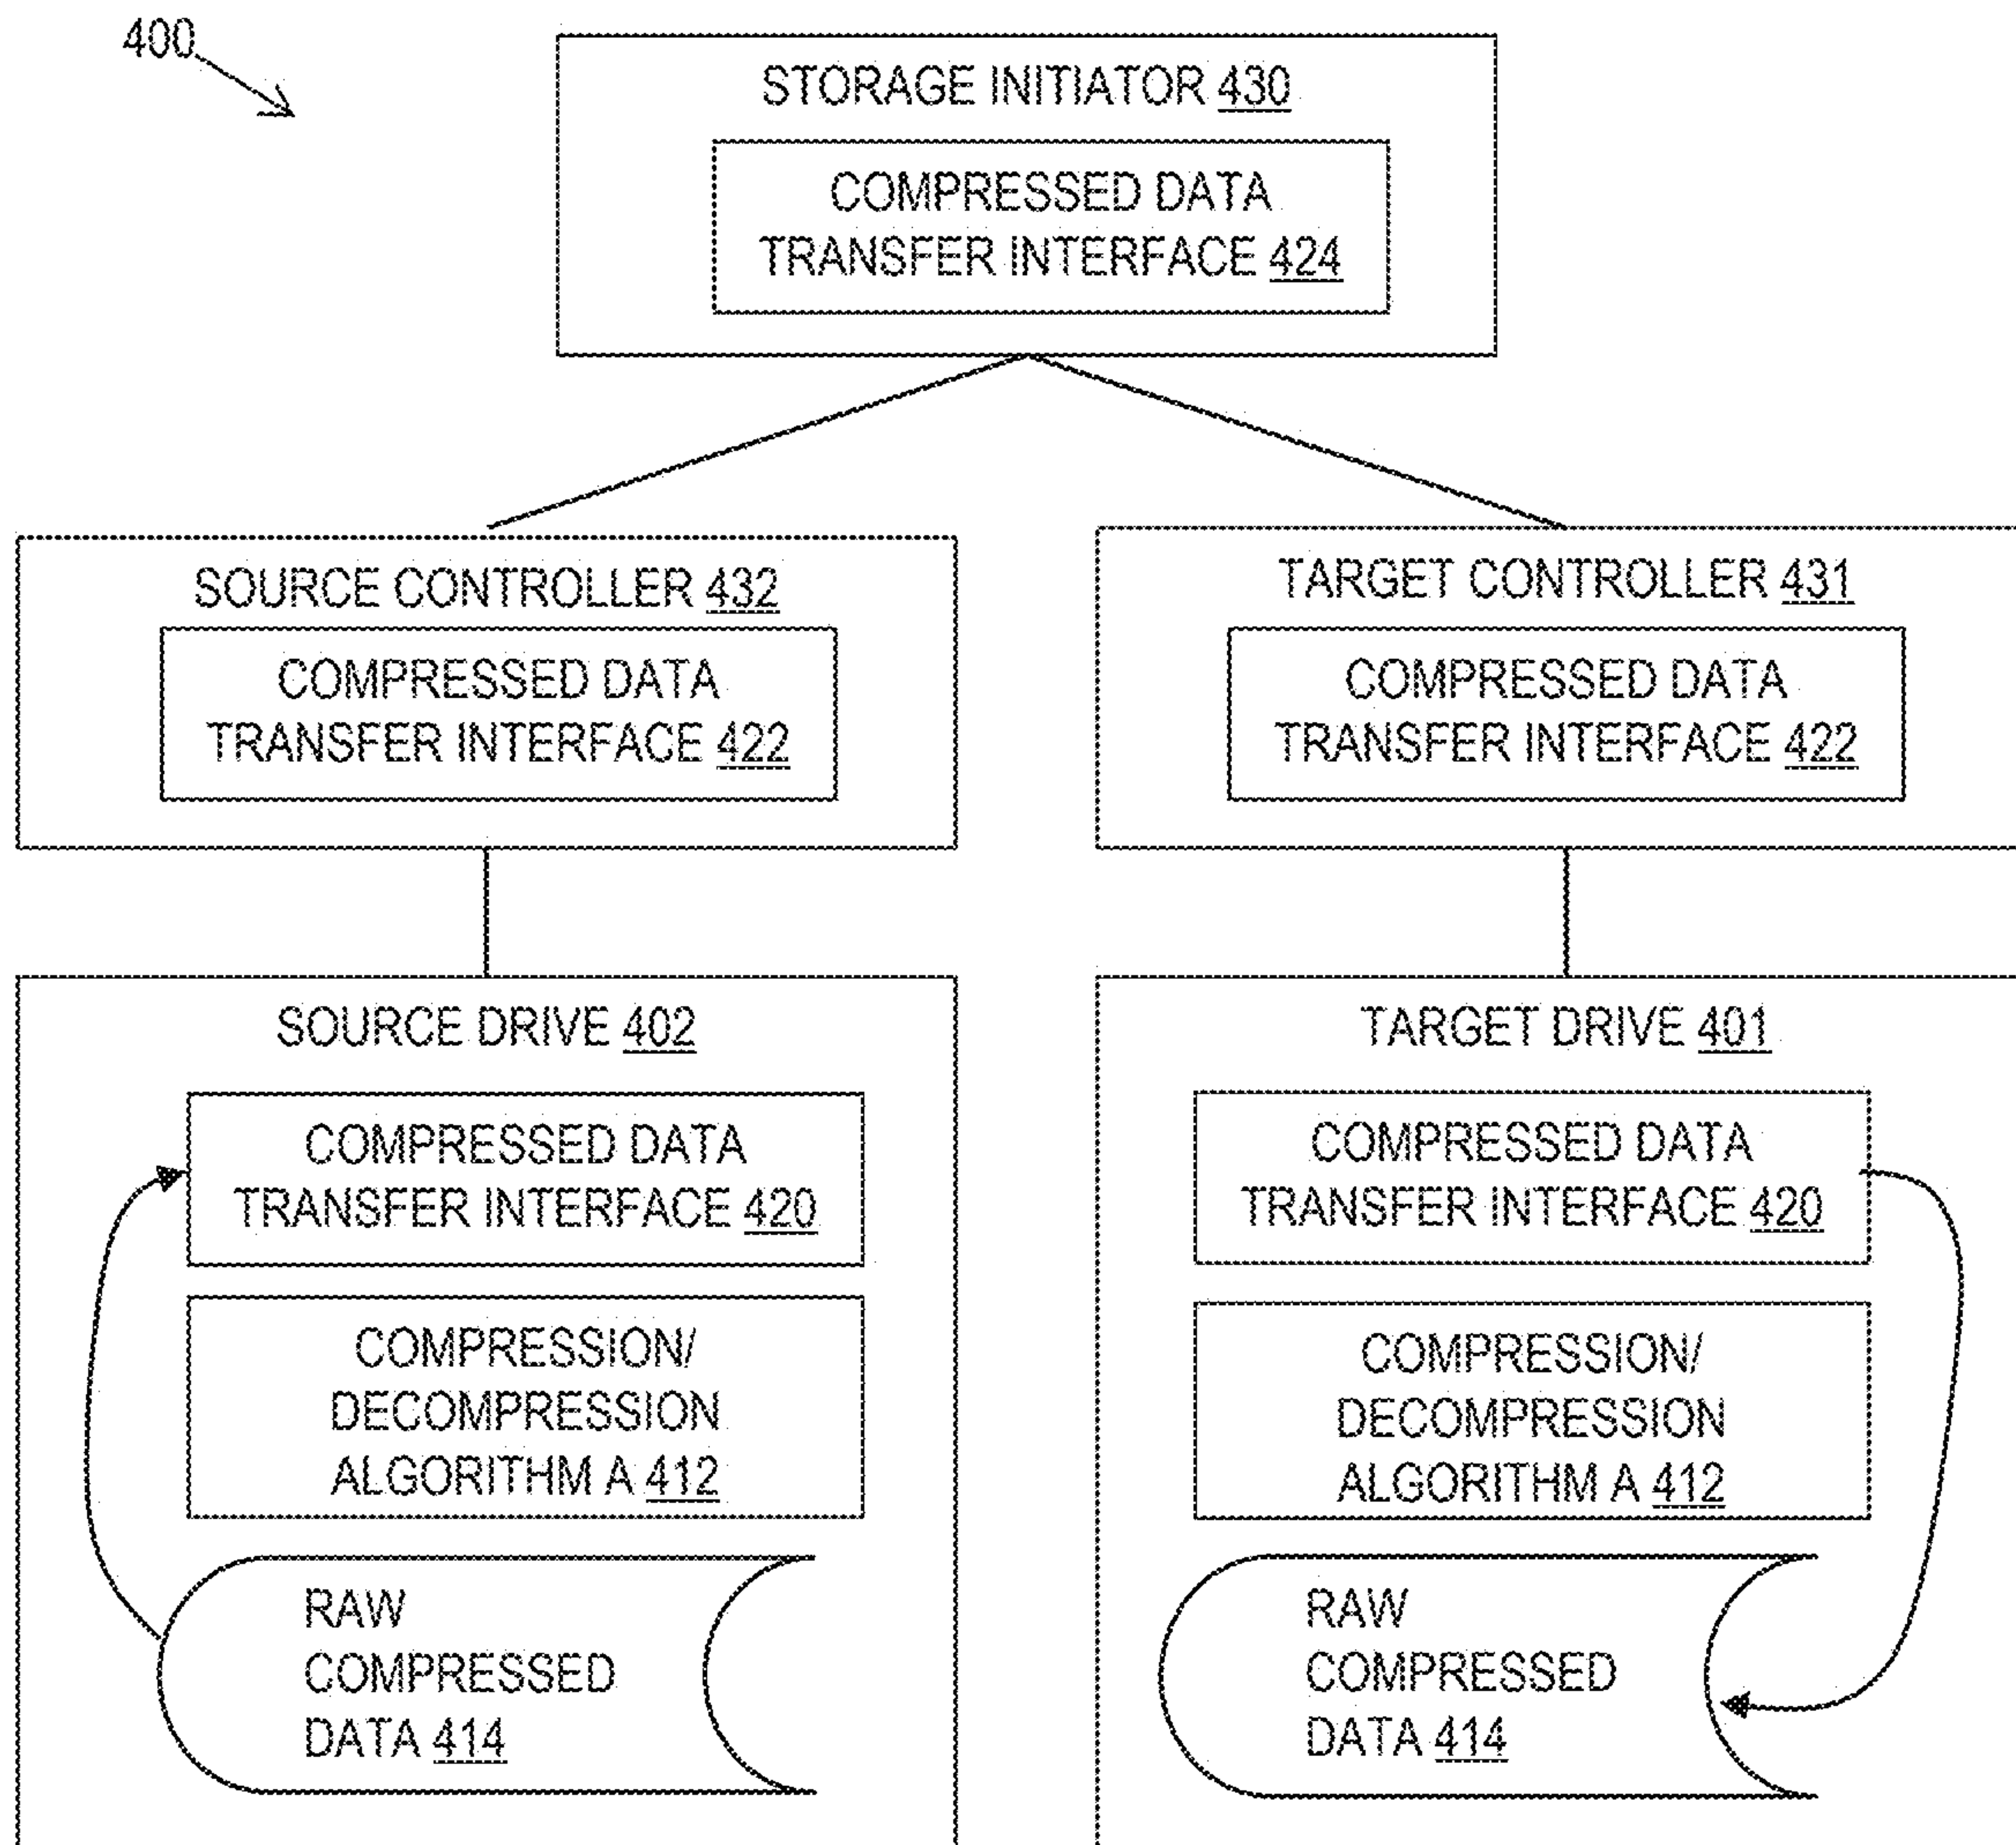 400
STORAGE INITIATOR 430
COMPRESSED DATA
TRANSFER INTERFACE 424
SOURCE CONTROLLER 432
COMPRESSED DATA
TRANSFER INTERFACE 422
TARGET CONTROLLER 431
COMPRESSED DATA
TRANSFER INTERFACE 422
SOURCE DRIVE 402
COMPRESSED DATA
TRANSFER INTERFACE 420
COMPRESSION/
DECOMPRESSION
ALGORITHM A 412
RAW
COMPRESSED
DATA 414
TARGET DRIVE 401
COMPRESSED DATA
TRANSFER INTERFACE 420
COMPRESSION/
DECOMPRESSION
ALGORITHM A 412
RAW
COMPRESSED
DATA 414